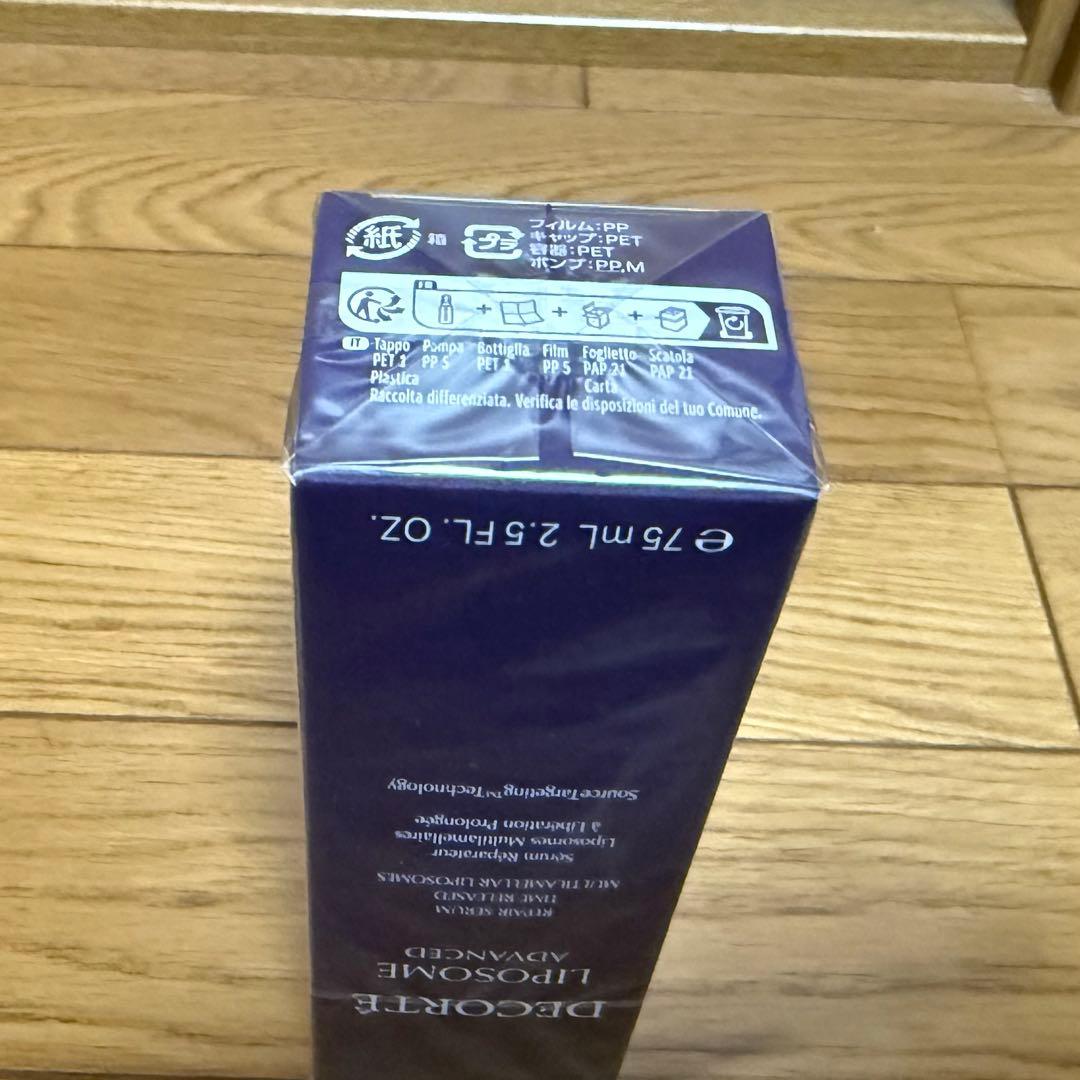 紙 箱 プラ
フィルム:PP
キャップ:PET
容器:PET
ポンプ:PP,M
IT Tappo Pompa Bottiglia Film Foglietto Scatola
PET 1 PP 5 PET 1 PP 5 PAP 21 PAP 21
Plastica Carta
Raccolta differenziata. Verifica le disposizioni del tuo Comune.
DECORTÉ
LIPOSOME
ADVANCED
REPAIR SERUM
TIME RELEASED
MULTILAMELLAR LIPOSOMES
Sérum Réparateur
Liposomes Multilamellaires
à Libération Prolongée
SourceTargeting™Technology
℮ 75 mL 2.5 FL. OZ.